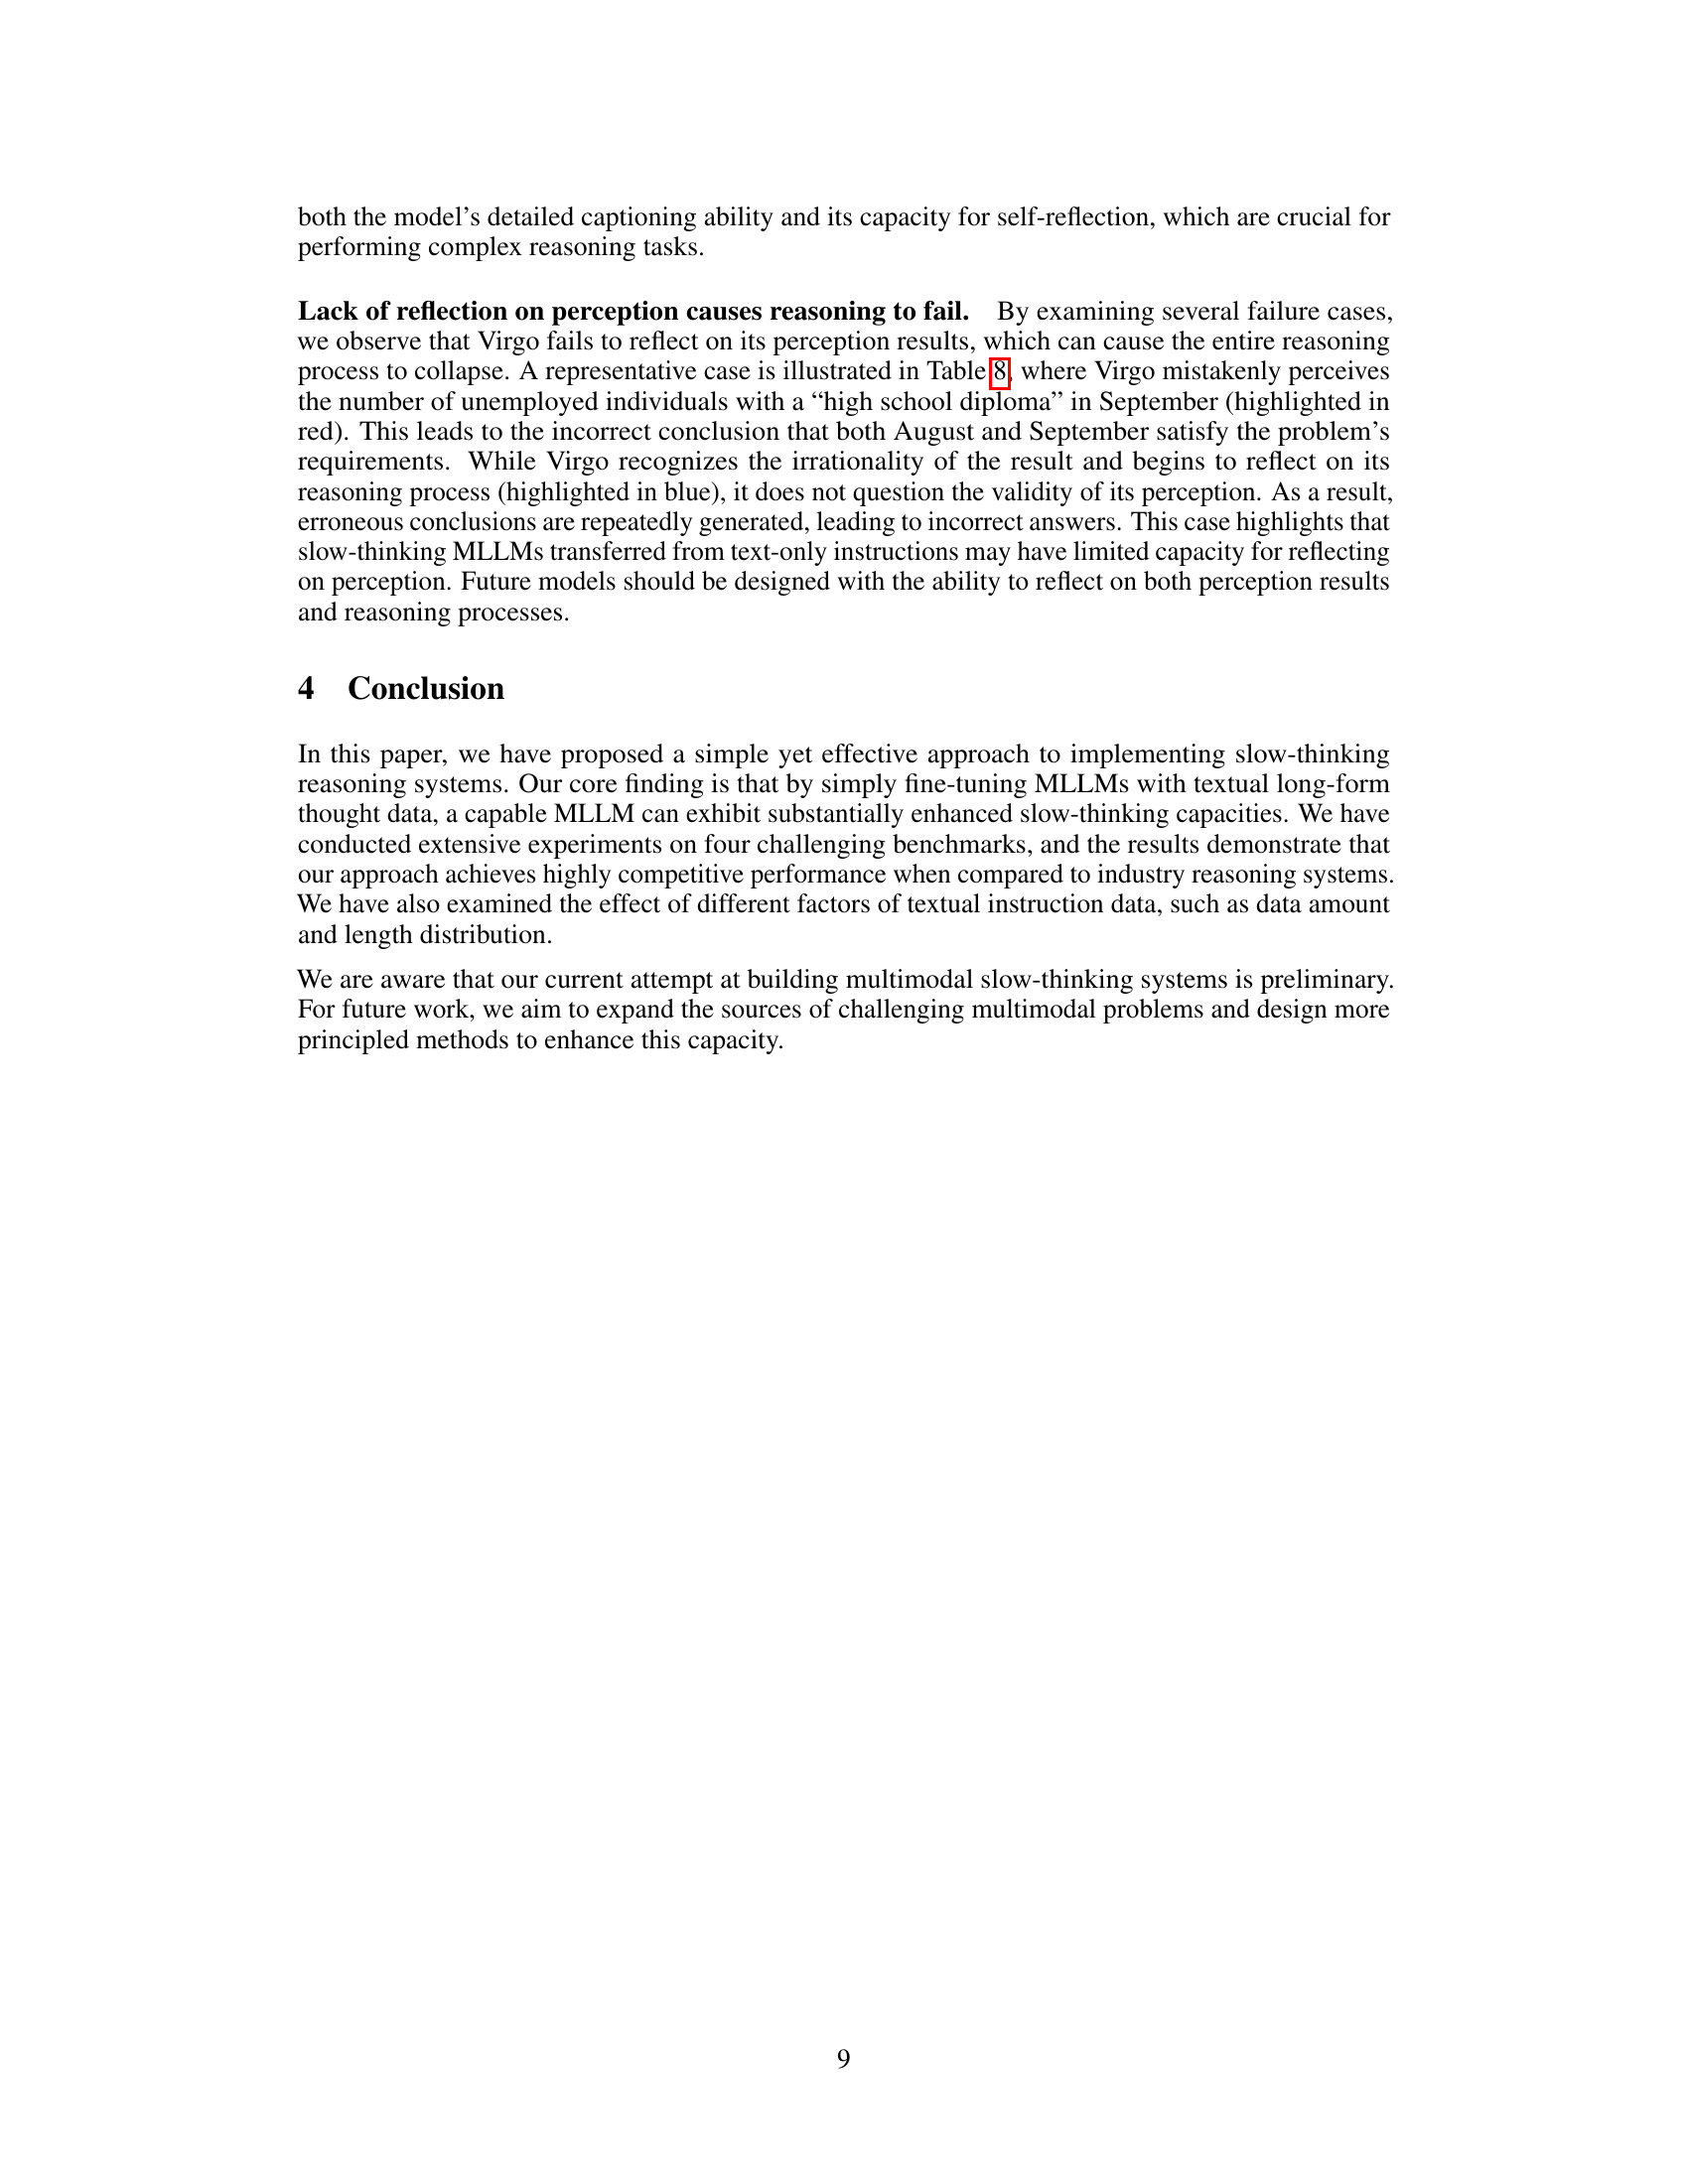 both the model's detailed captioning ability and its capacity for self-reflection, which are crucial for
performing complex reasoning tasks.
Lack of reflection on perception causes reasoning to fail. By examining several failure cases,
we observe that Virgo fails to reflect on its perception results, which can cause the entire reasoning
process to collapse. A representative case is illustrated in Table 8, where Virgo mistakenly perceives
the number of unemployed individuals with a “high school diploma” in September (highlighted in
red). This leads to the incorrect conclusion that both August and September satisfy the problem's
requirements. While Virgo recognizes the irrationality of the result and begins to reflect on its
reasoning process (highlighted in blue), it does not question the validity of its perception. As a result,
erroneous conclusions are repeatedly generated, leading to incorrect answers. This case highlights that
slow-thinking MLLMs transferred from text-only instructions may have limited capacity for reflecting
on perception. Future models should be designed with the ability to reflect on both perception results
and reasoning processes.
4 Conclusion
In this paper, we have proposed a simple yet effective approach to implementing slow-thinking
reasoning systems. Our core finding is that by simply fine-tuning MLLMs with textual long-form
thought data, a capable MLLM can exhibit substantially enhanced slow-thinking capacities. We have
conducted extensive experiments on four challenging benchmarks, and the results demonstrate that
our approach achieves highly competitive performance when compared to industry reasoning systems.
We have also examined the effect of different factors of textual instruction data, such as data amount
and length distribution.
We are aware that our current attempt at building multimodal slow-thinking systems is preliminary.
For future work, we aim to expand the sources of challenging multimodal problems and design more
principled methods to enhance this capacity.
9